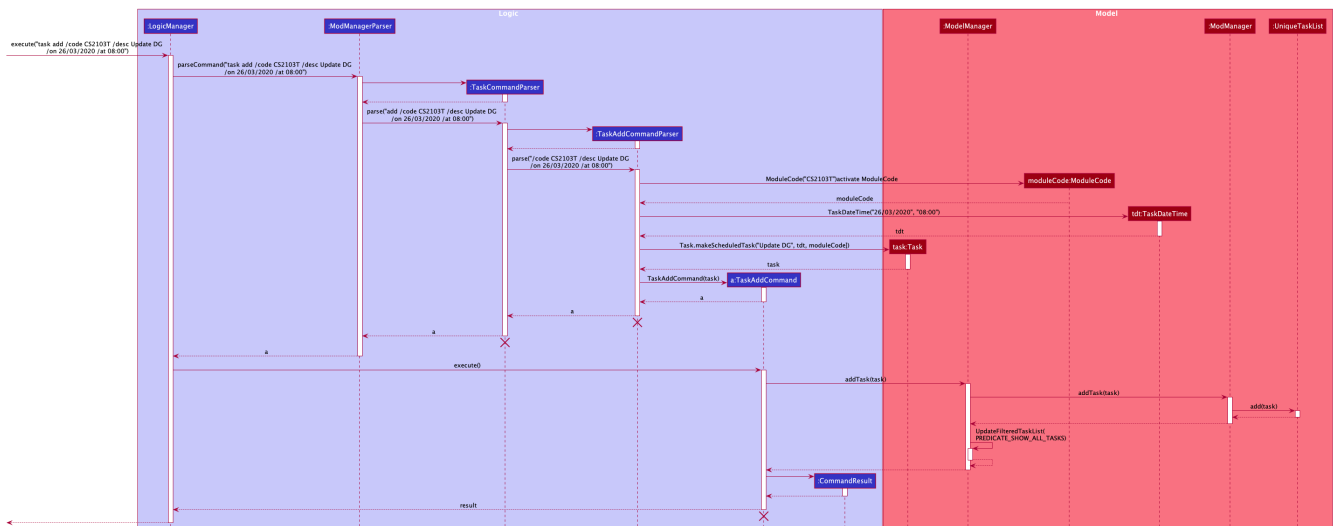 Logic
Model
:LogicManager
:ModManagerParser
:ModelManager
:ModManager
:UniqueTaskList
execute("task add /code CS2103T /desc Update DG
/on 26/03/2020 /at 08:00")
parseCommand("task add /code CS2103T /desc Update DG
/on 26/03/2020 /at 08:00")
:TaskCommandParser
parse("add /code CS2103T /desc Update DG
/on 26/03/2020 /at 08:00")
:TaskAddCommandParser
parse("/code CS2103T /desc Update DG
/on 26/03/2020 /at 08:00")
ModuleCode("CS2103T")activate ModuleCode
moduleCode:ModuleCode
moduleCode
TaskDateTime("26/03/2020", "08:00")
tdt:TaskDateTime
tdt
Task.makeScheduledTask("Update DG", tdt, moduleCode])
task:Task
task
TaskAddCommand(task)
a:TaskAddCommand
a
a
a
a
execute()
addTask(task)
addTask(task)
add(task)
UpdateFilteredTaskList(
PREDICATE_SHOW_ALL_TASKS)
:CommandResult
result